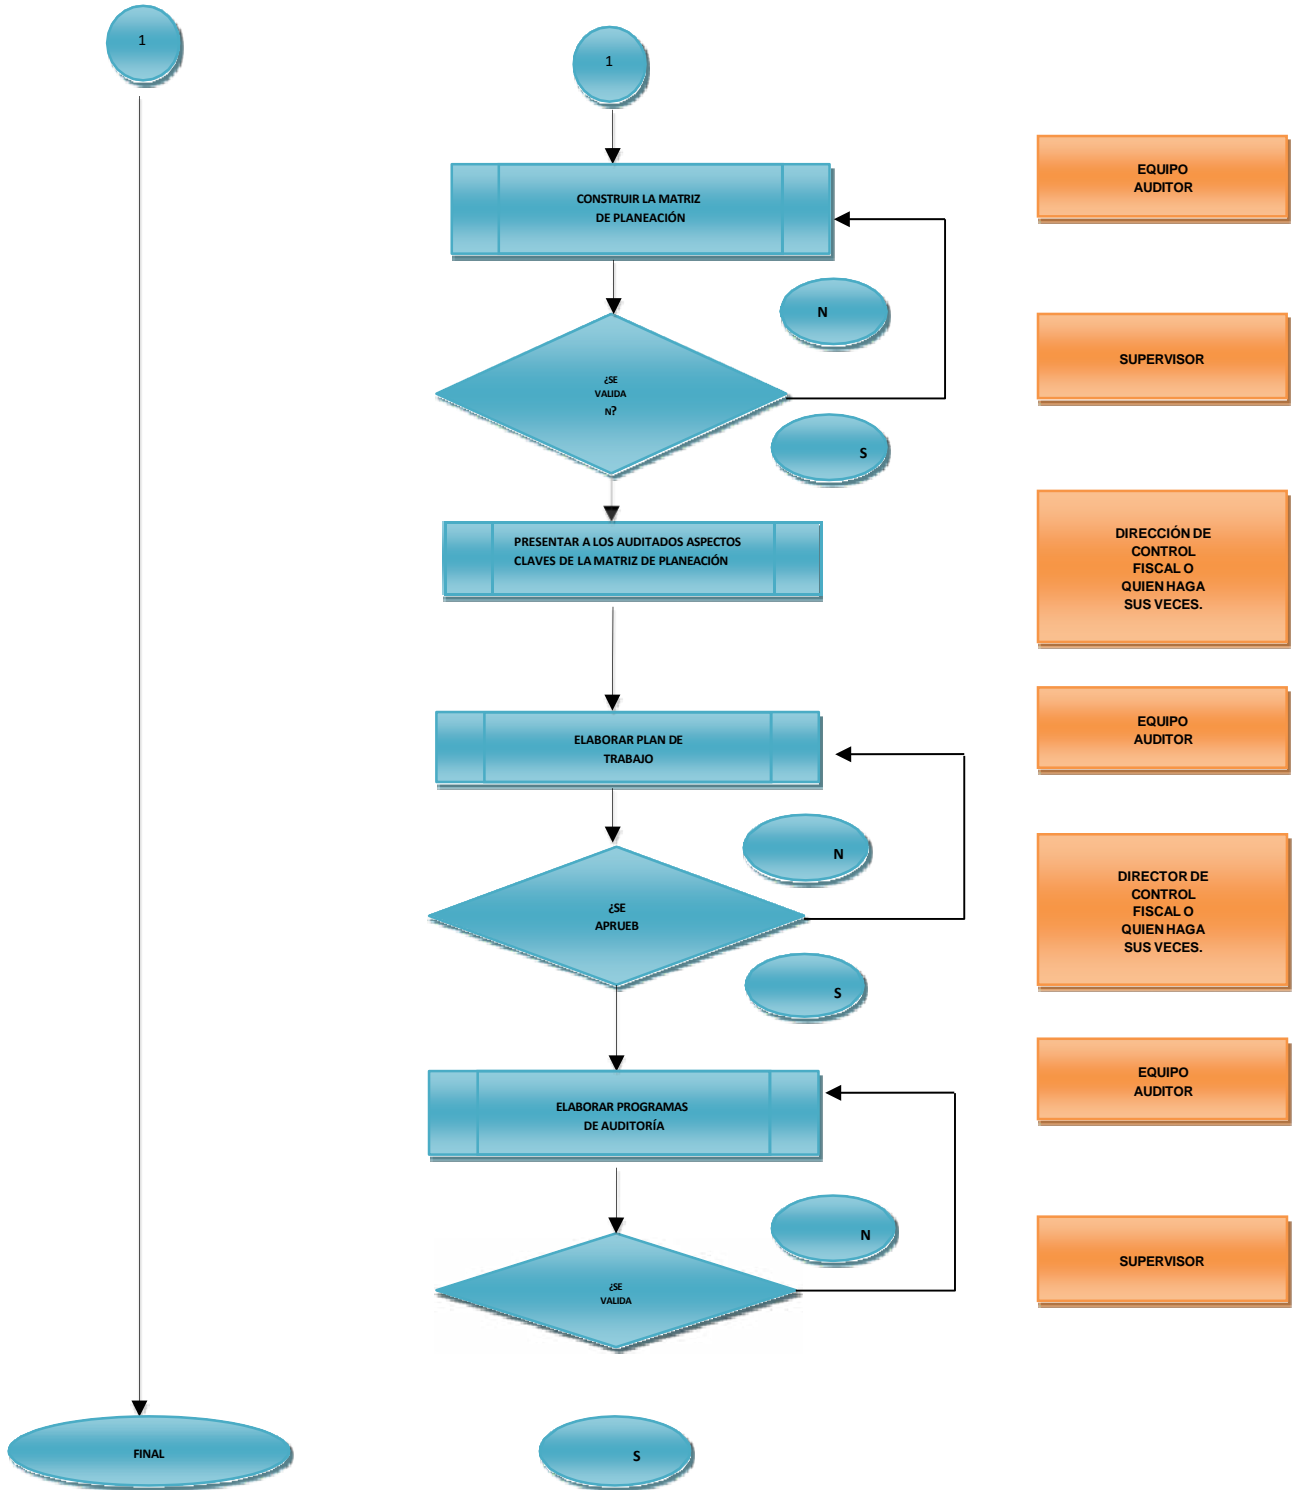 1
1
CONSTRUIR LA MATRIZ
DE PLANEACIÓN
EQUIPO
AUDITOR
N
¿SE
VALIDA
N?
SUPERVISOR
S
PRESENTAR A LOS AUDITADOS ASPECTOS
CLAVES DE LA MATRIZ DE PLANEACIÓN
DIRECCIÓN DE
CONTROL
FISCAL O
QUIEN HAGA
SUS VECES.
ELABORAR PLAN DE
TRABAJO
EQUIPO
AUDITOR
N
¿SE
APRUEB
DIRECTOR DE
CONTROL
FISCAL O
QUIEN HAGA
SUS VECES.
S
ELABORAR PROGRAMAS
DE AUDITORÍA
EQUIPO
AUDITOR
N
¿SE
VALIDA
SUPERVISOR
FINAL
S